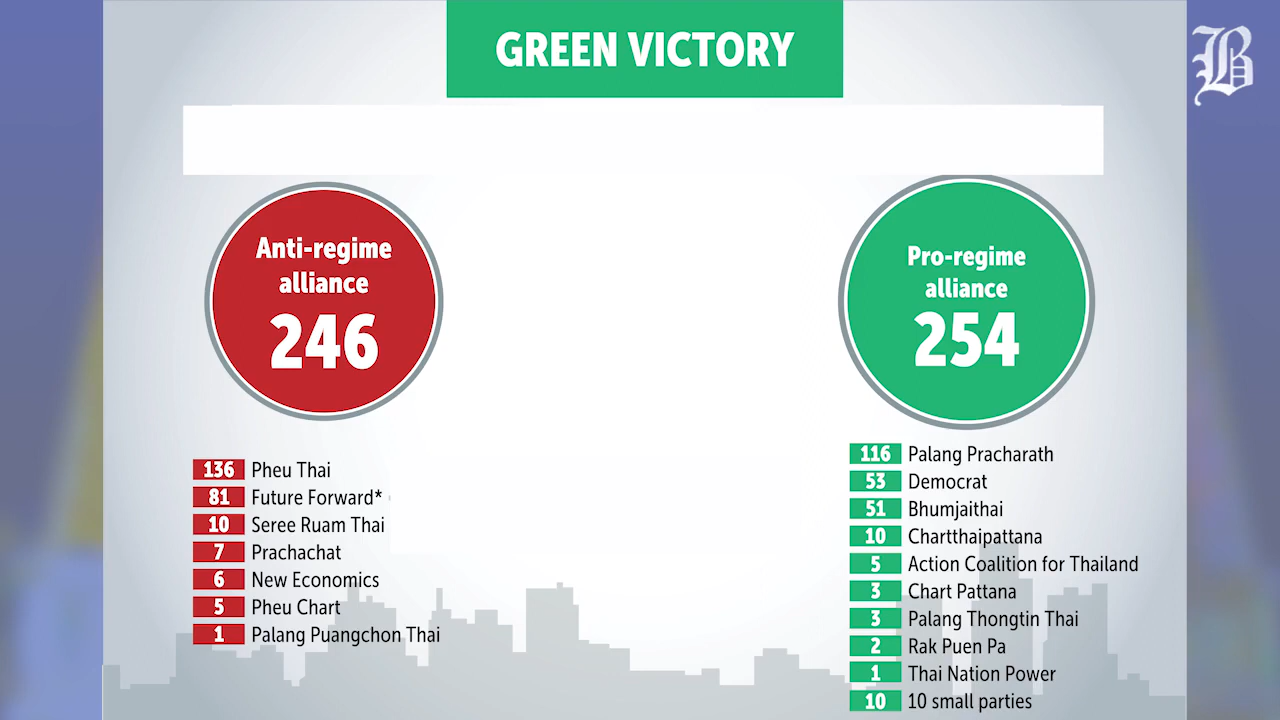 GREEN VICTORY
B
Anti-regime
alliance
246
136 Pheu Thai
81 Future Forward*
10 Seree Ruam Thai
7 Prachachat
6 New Economics
5 Pheu Chart
1 Palang Puangchon Thai
Pro-regime
alliance
254
116 Palang Pracharath
53 Democrat
51 Bhumjaithai
10 Chartthaipattana
5 Action Coalition for Thailand
3 Chart Pattana
3 Palang Thongtin Thai
2 Rak Puen Pa
1 Thai Nation Power
10 10 small parties